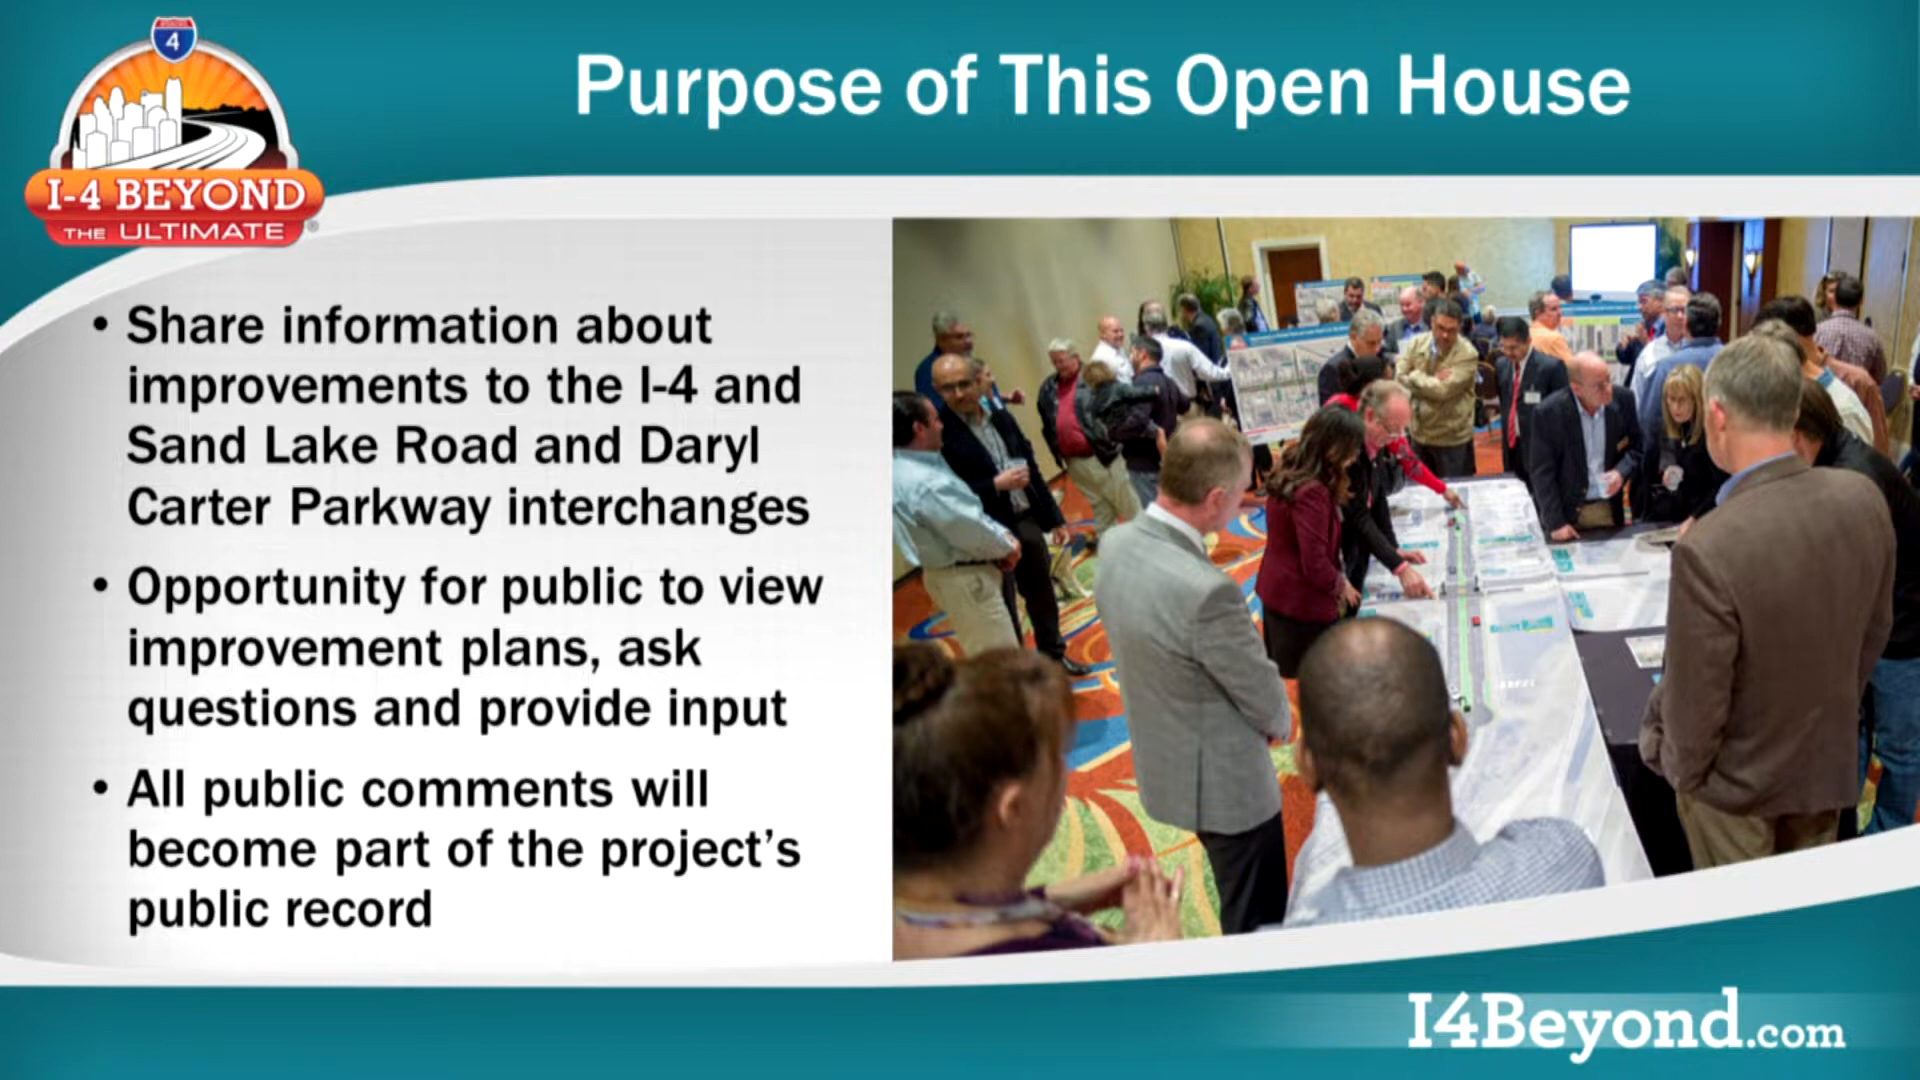 4
I-4 BEYOND
THE ULTIMATE®
Purpose of This Open House
• Share information about
improvements to the I-4 and
Sand Lake Road and Daryl
Carter Parkway interchanges
• Opportunity for public to view
improvement plans, ask
questions and provide input
• All public comments will
become part of the project’s
public record
I4Beyond.com